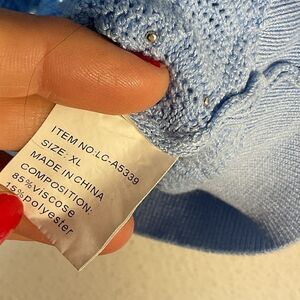 ITEM NO:LC-A5339
SIZE: XL
MADE IN CHINA
COMPOSITION:
85%viscose
15%polyester